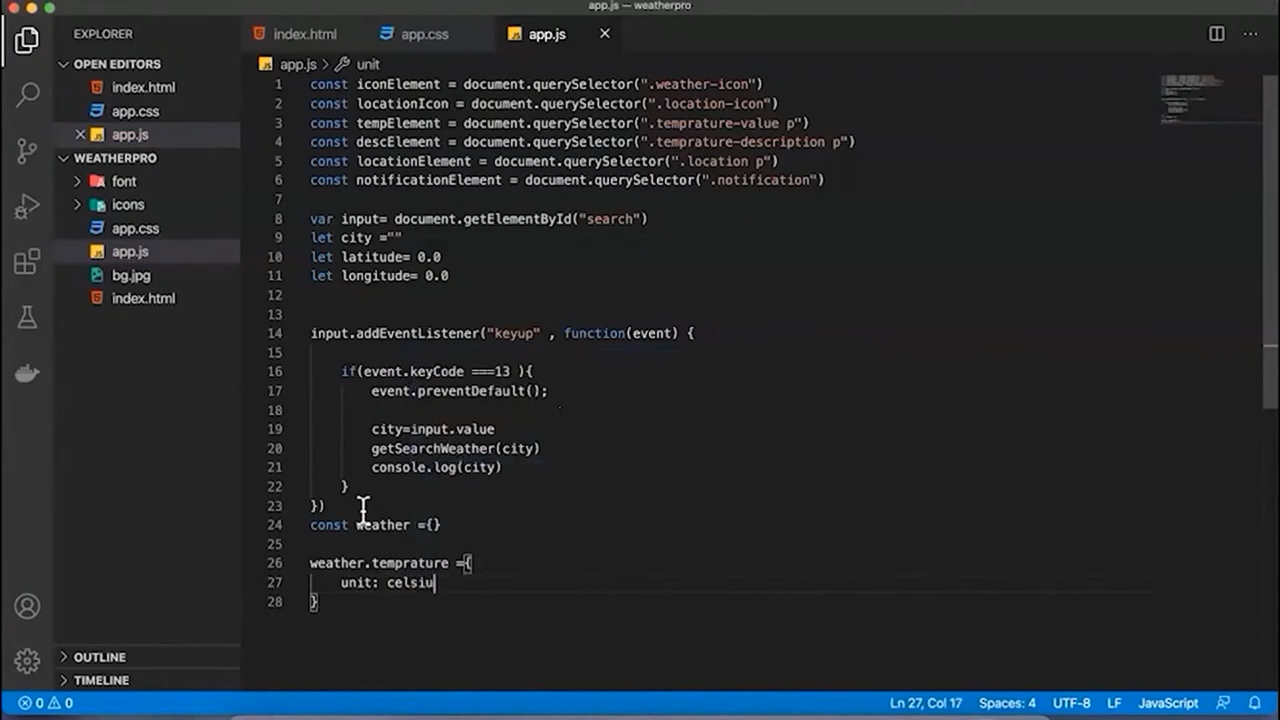 app.js — weatherpro
EXPLORER
index.html
app.css
app.js
OPEN EDITORS
index.html
app.css
app.js
WEATHERPRO
font
icons
app.css
app.js
bg.jpg
index.html
OUTLINE
TIMELINE
app.js > unit
1 const iconElement = document.querySelector(".weather-icon")
2 const locationIcon = document.querySelector(".location-icon")
3 const tempElement = document.querySelector(".temprature-value p")
4 const descElement = document.querySelector(".temprature-description p")
5 const locationElement = document.querySelector(".location p")
6 const notificationElement = document.querySelector(".notification")
7
8 var input= document.getElementById("search")
9 let city =""
10 let latitude= 0.0
11 let longitude= 0.0
12
13
14 input.addEventListener("keyup" , function(event) {
15
16 if(event.keyCode ===13 ){
17 event.preventDefault();
18
19 city=input.value
20 getSearchWeather(city)
21 console.log(city)
22 }
23 })
24 const weather ={}
25
26 weather.temprature ={
27 unit: celsiu
28 }
0 0
Ln 27, Col 17 Spaces: 4 UTF-8 LF JavaScript